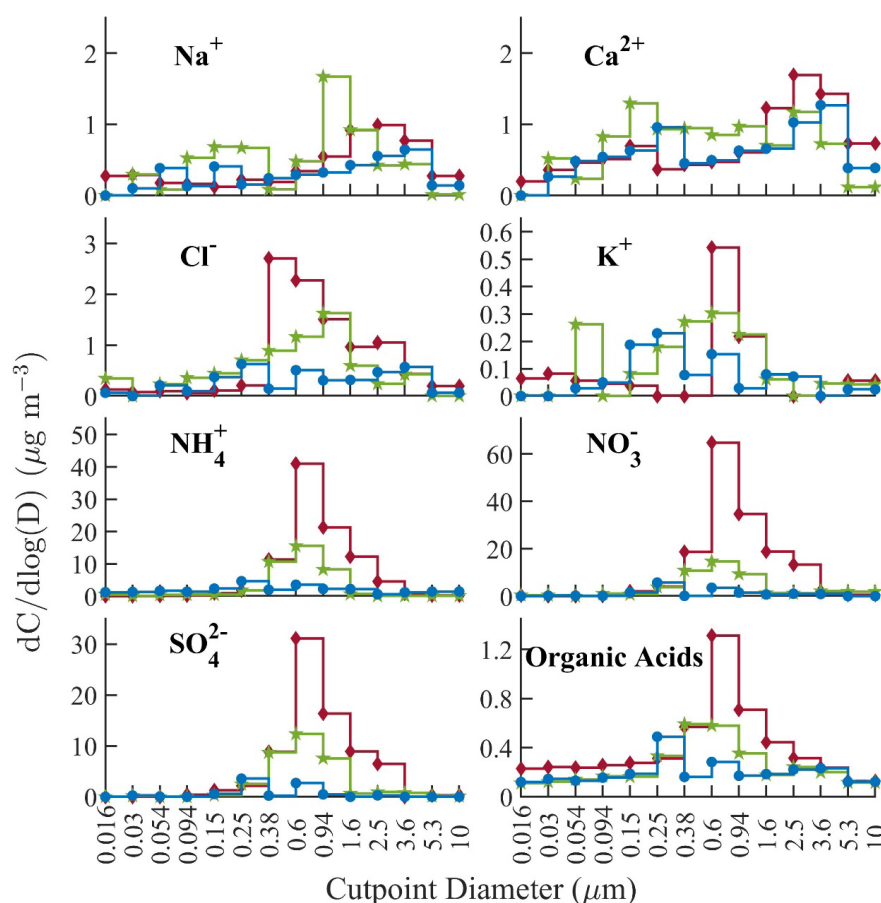 Na⁺
2
1
0
Ca²⁺
2
1
0
Cl⁻
3
2
1
0
K⁺
0.6
0.5
0.4
0.3
0.2
0.1
0
NH₄⁺
50
40
30
20
10
0
NO₃⁻
60
40
20
0
SO₄²⁻
30
20
10
0
Organic Acids
1.2
0.8
0.4
0
dC/dlog(D) (μg m⁻³)
0.016 0.03 0.054 0.094 0.15 0.25 0.38 0.6 0.94 1.6 2.5 3.6 5.3 10
0.016 0.03 0.054 0.094 0.15 0.25 0.38 0.6 0.94 1.6 2.5 3.6 5.3 10
Cutpoint Diameter (μm)